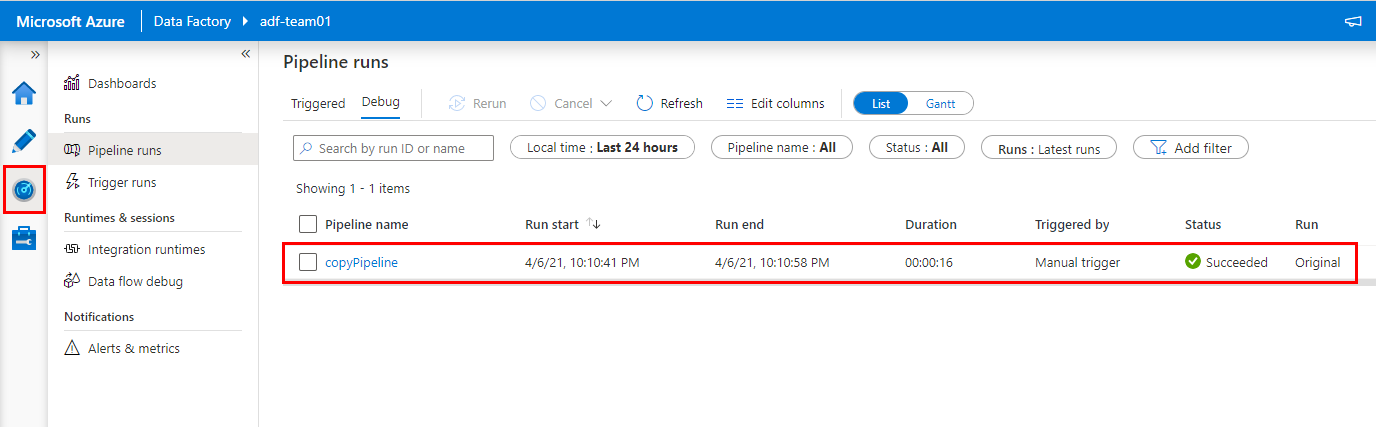 Microsoft Azure Data Factory adf-team01
Pipeline runs
Dashboards
Runs
Pipeline runs
Trigger runs
Runtimes & sessions
Integration runtimes
Data flow debug
Notifications
Alerts & metrics
Triggered Debug Rerun Cancel Refresh Edit columns List Gantt
Search by run ID or name Local time : Last 24 hours Pipeline name : All Status : All Runs : Latest runs Add filter
Showing 1 - 1 items
Pipeline name Run start Run end Duration Triggered by Status Run
copyPipeline 4/6/21, 10:10:41 PM 4/6/21, 10:10:58 PM 00:00:16 Manual trigger Succeeded Original